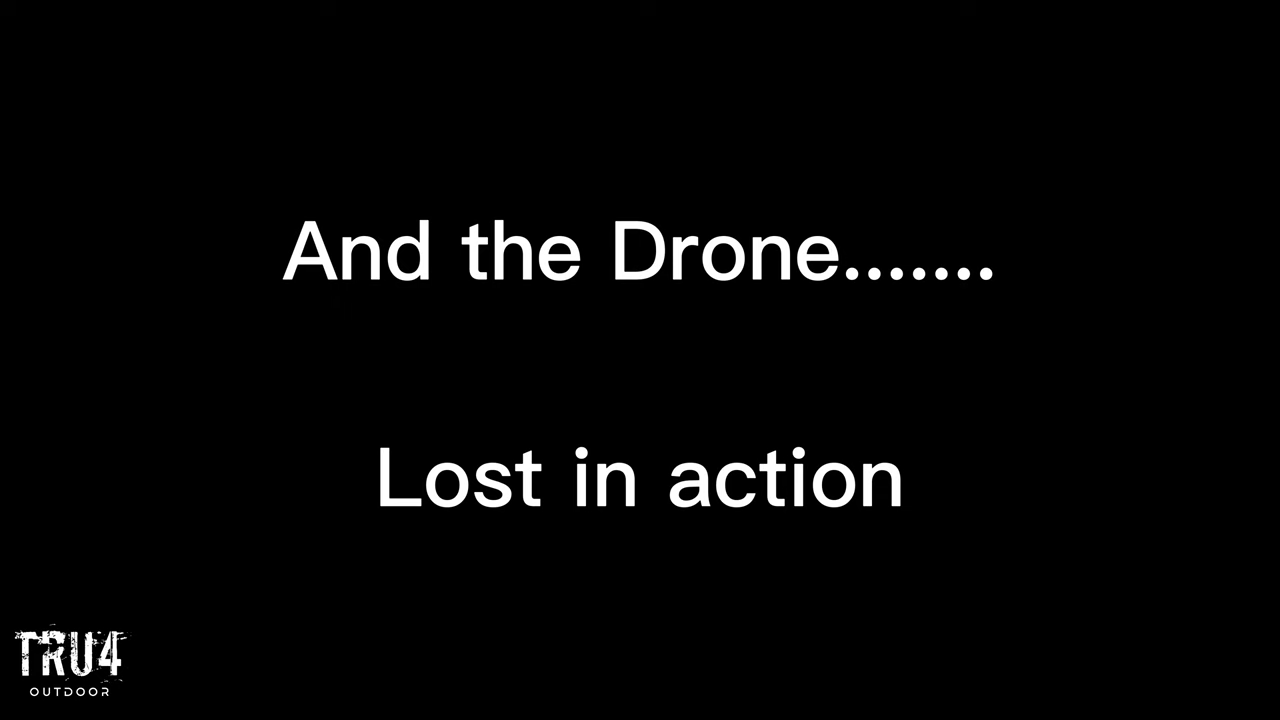 And the Drone.......
Lost in action
TRU4
OUTDOOR